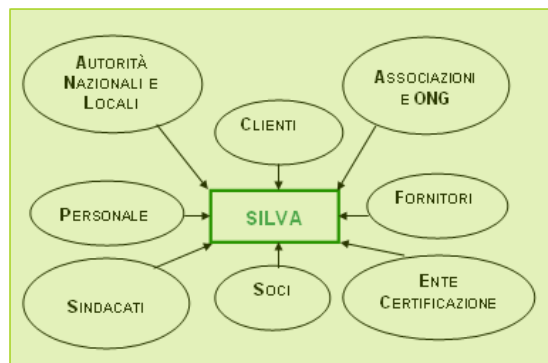 AUTORITÀ
NAZIONALI E
LOCALI
CLIENTI
ASSOCIAZIONI
E ONG
PERSONALE
SILVA
FORNITORI
SINDACATI
SOCI
ENTE
CERTIFICAZIONE